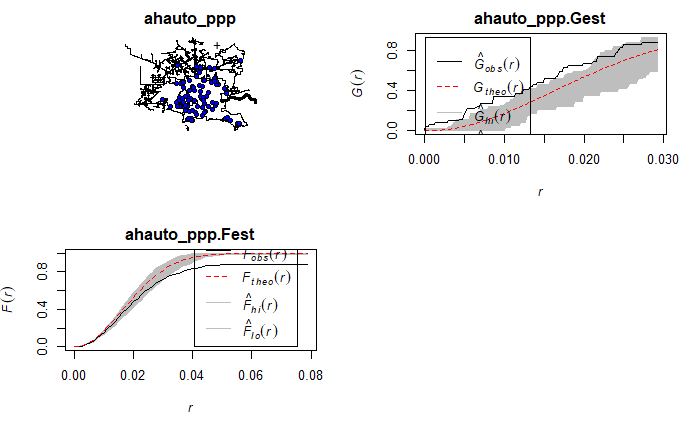 ahauto_ppp
+
ahauto_ppp.Gest
G(r)
0.0 0.4 0.8
Ĝobs(r)
Gtheo(r)
Ĝhi(r)
0.000 0.010 0.020 0.030
r
ahauto_ppp.Fest
F(r)
0.0 0.4 0.8
F̂obs(r)
Ftheo(r)
F̂hi(r)
F̂lo(r)
0.00 0.02 0.04 0.06 0.08
r